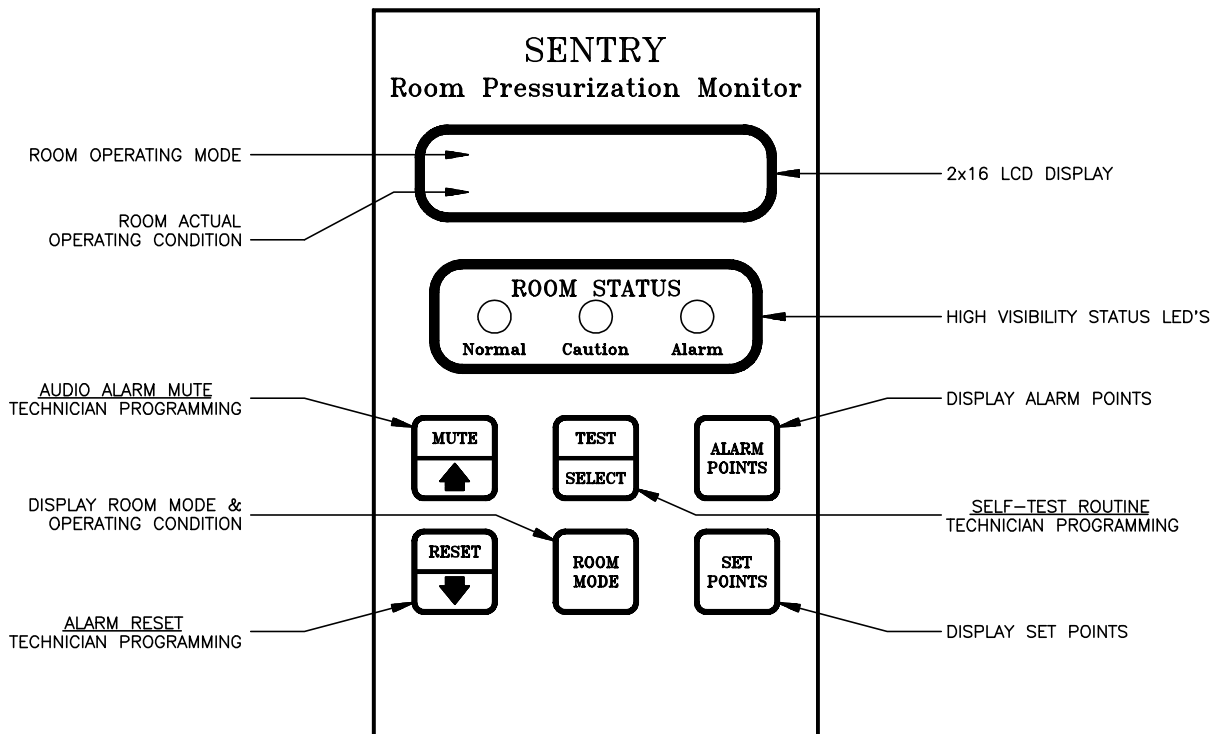 SENTRY
Room Pressurization Monitor
ROOM OPERATING MODE
2x16 LCD DISPLAY
ROOM ACTUAL
OPERATING CONDITION
ROOM STATUS
Normal Caution Alarm
HIGH VISIBILITY STATUS LED'S
AUDIO ALARM MUTE
TECHNICIAN PROGRAMMING
DISPLAY ALARM POINTS
MUTE
TEST
SELECT
ALARM
POINTS
DISPLAY ROOM MODE &
OPERATING CONDITION
SELF-TEST ROUTINE
TECHNICIAN PROGRAMMING
RESET
ROOM
MODE
SET
POINTS
ALARM RESET
TECHNICIAN PROGRAMMING
DISPLAY SET POINTS